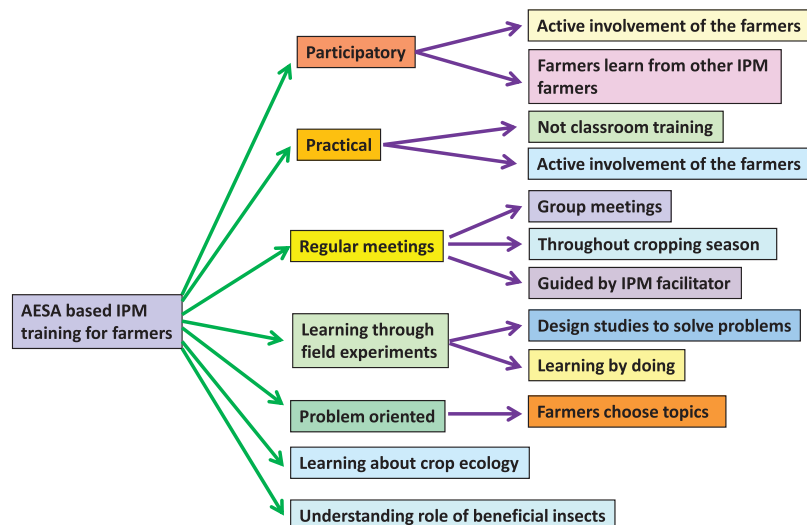 AESA based IPM
training for farmers
Participatory
Active involvement of the farmers
Farmers learn from other IPM
farmers
Practical
Not classroom training
Active involvement of the farmers
Regular meetings
Group meetings
Throughout cropping season
Guided by IPM facilitator
Learning through
field experiments
Design studies to solve problems
Learning by doing
Problem oriented
Farmers choose topics
Learning about crop ecology
Understanding role of beneficial insects